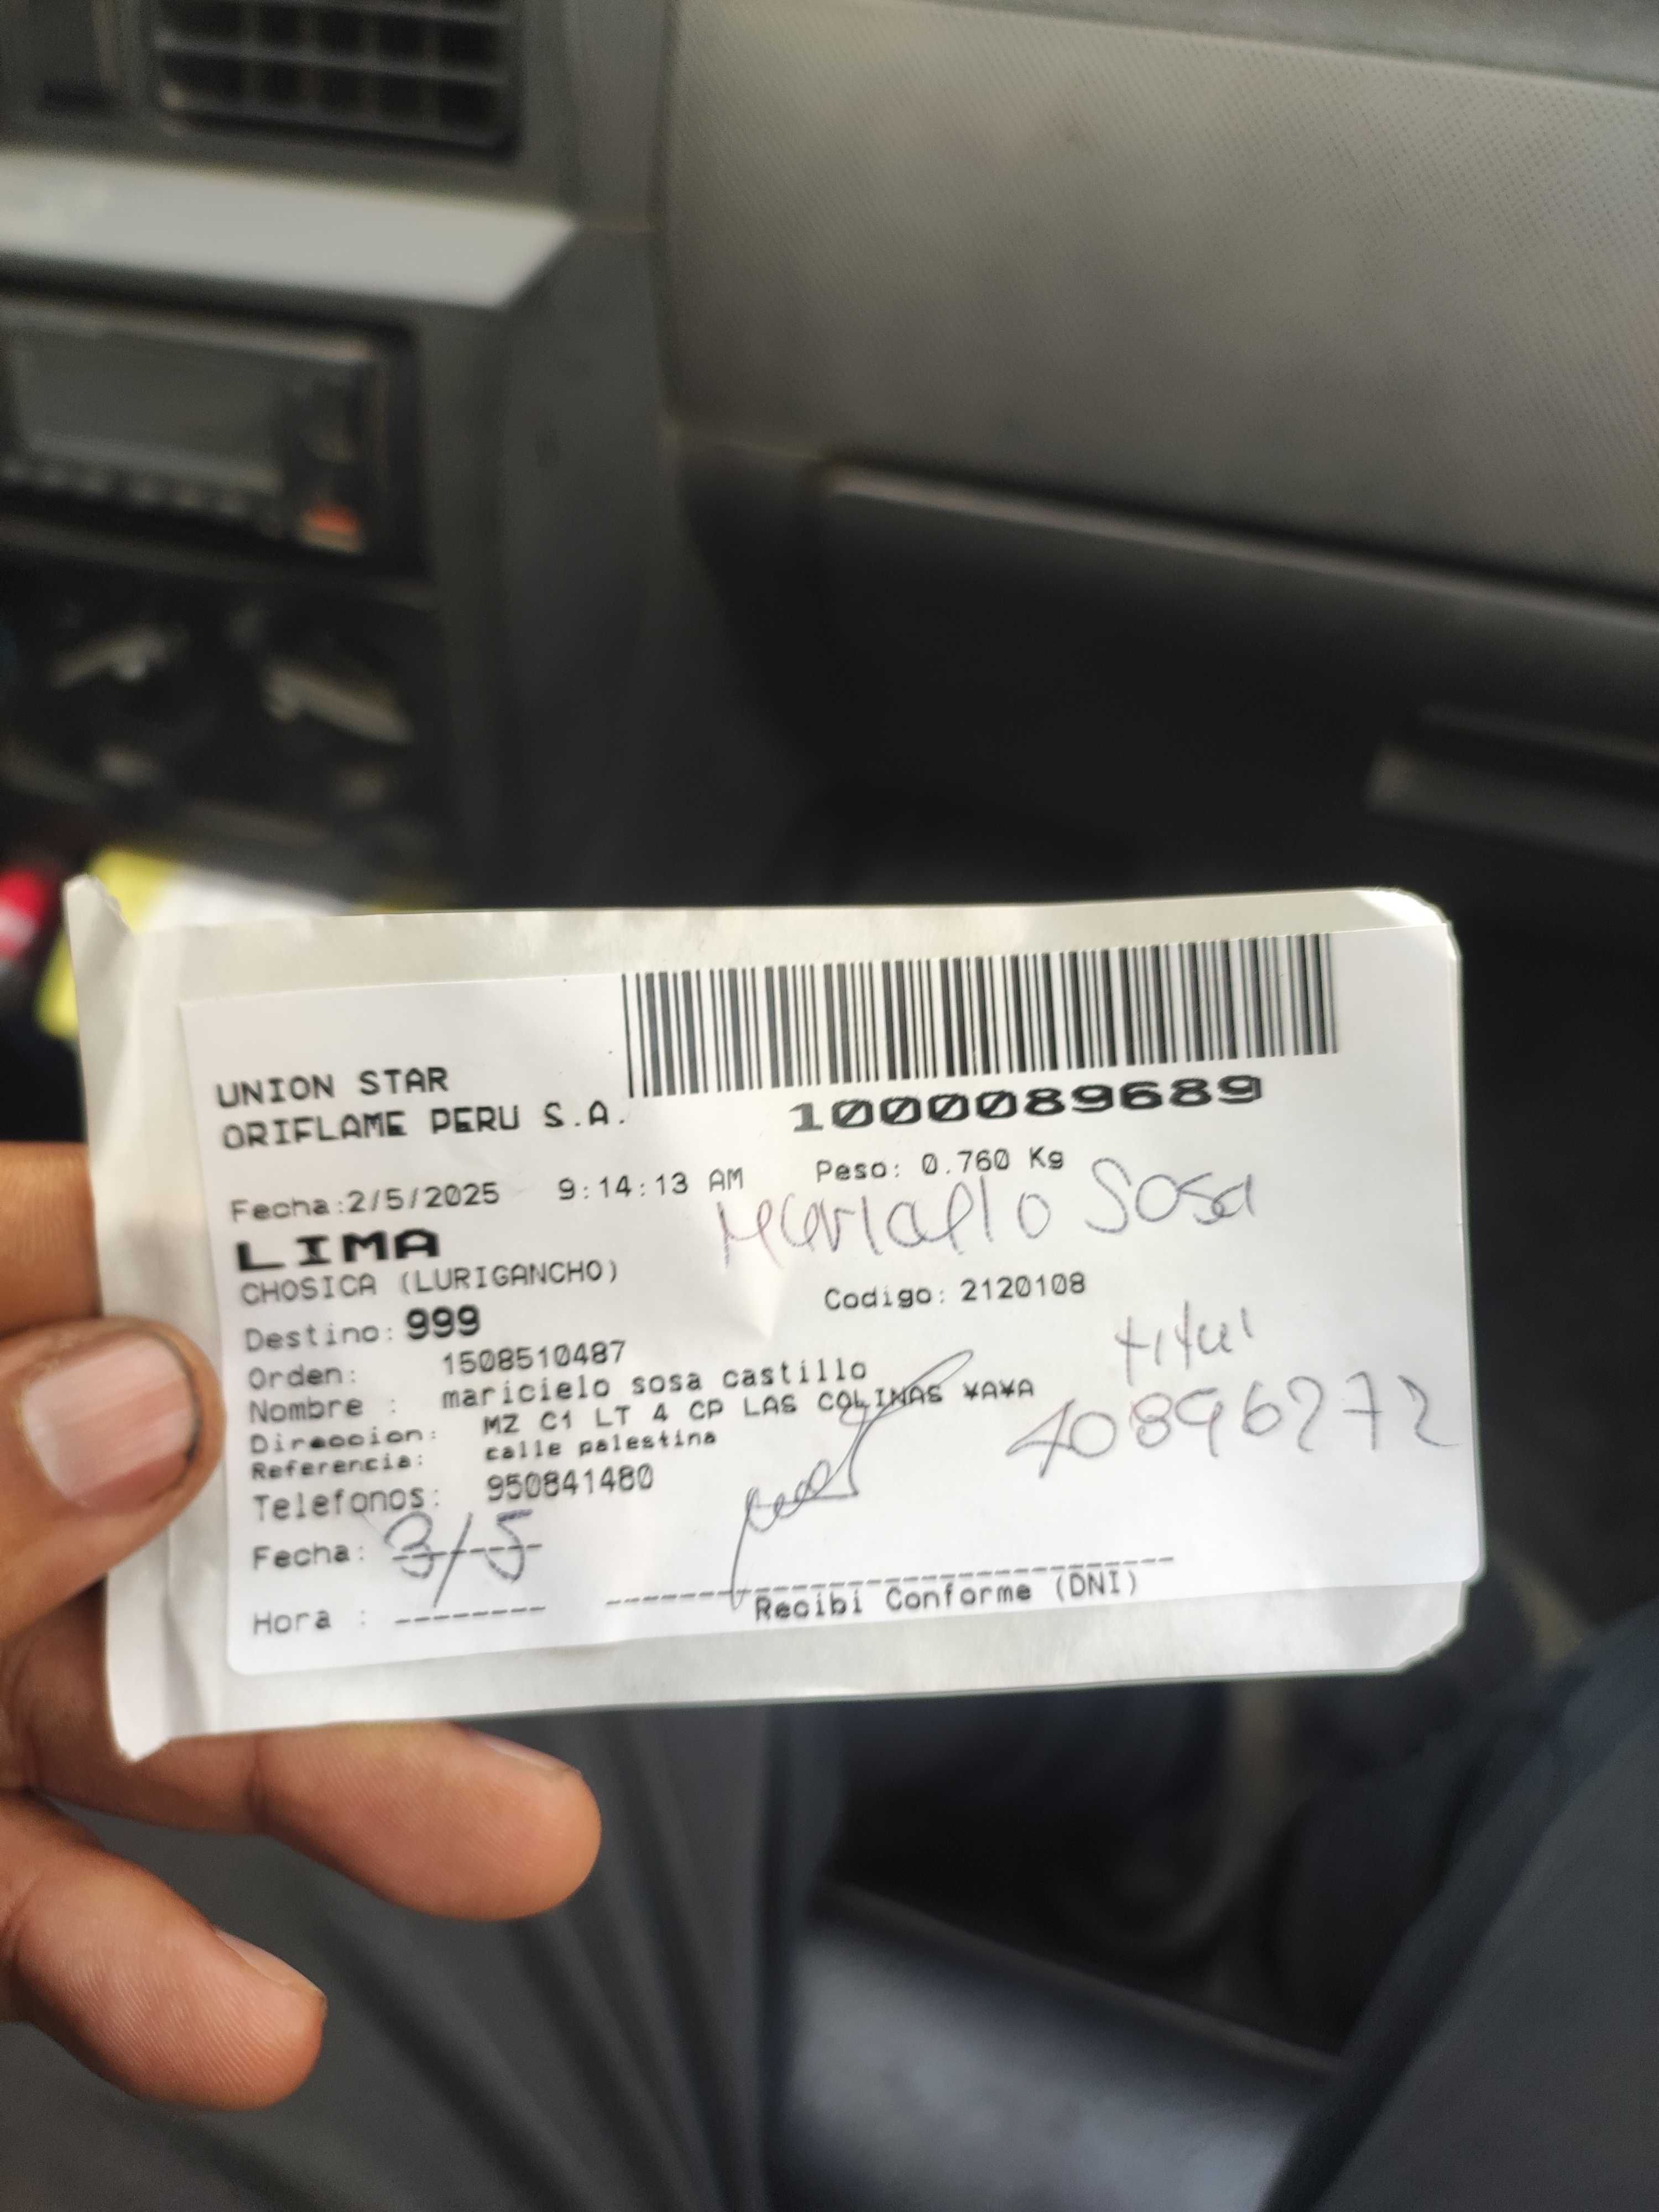 UNION STAR
ORIFLAME PERU S.A.
1000089689
Fecha:2/5/2025 9:14:13 AM Peso: 0.760 Kg
LIMA
Sosa
CHOSICA (LURIGANCHO)
Codigo: 2120108
Destino: 999
Orden: 1508510487
Nombre : maricielo sosa castillo
Direccion: MZ C1 LT 4 CP LAS COLINAS ¥A¥A
40896272
Referencia: calle palestina
Telefonos: 950841480
Fecha: 3/5
Hora :
Recibi Conforme (DNI)